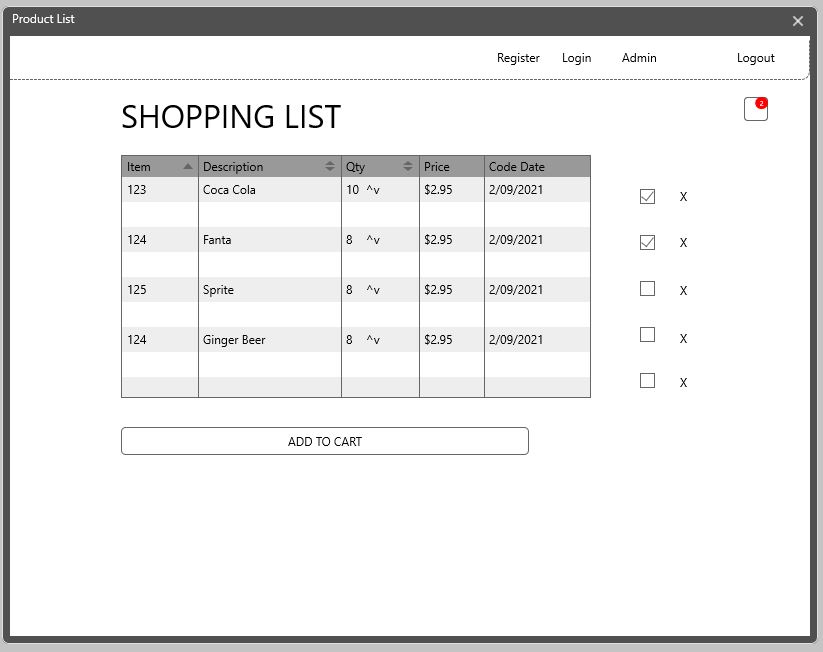 Product List
Register Login Admin Logout
2
SHOPPING LIST
Item Description Qty Price Code Date
123 Coca Cola 10 ^v $2.95 2/09/2021
X
124 Fanta 8 ^v $2.95 2/09/2021
X
125 Sprite 8 ^v $2.95 2/09/2021
X
124 Ginger Beer 8 ^v $2.95 2/09/2021
X
X
ADD TO CART